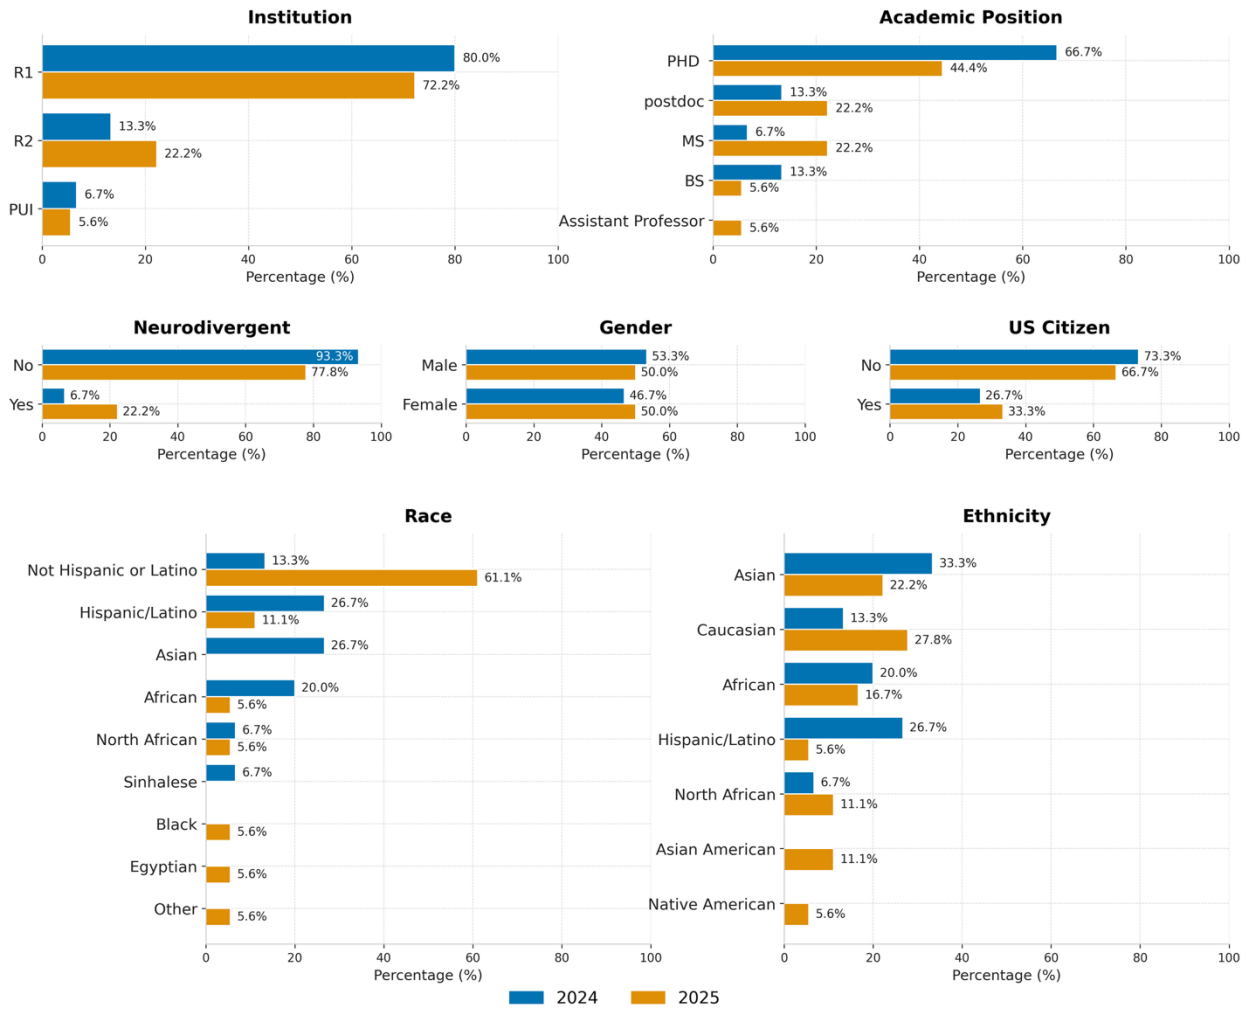 Institution
R1
80.0%
72.2%
R2
13.3%
22.2%
PUI
6.7%
5.6%
0 20 40 60 80 100
Percentage (%)
Academic Position
PHD
66.7%
44.4%
postdoc
13.3%
22.2%
MS
6.7%
22.2%
BS
13.3%
5.6%
Assistant Professor
5.6%
0 20 40 60 80 100
Percentage (%)
Neurodivergent
No
93.3%
77.8%
Yes
6.7%
22.2%
0 20 40 60 80 100
Percentage (%)
Gender
Male
53.3%
50.0%
Female
46.7%
50.0%
0 20 40 60 80 100
Percentage (%)
US Citizen
No
73.3%
66.7%
Yes
26.7%
33.3%
0 20 40 60 80 100
Percentage (%)
Race
Not Hispanic or Latino
13.3%
61.1%
Hispanic/Latino
26.7%
11.1%
Asian
26.7%
African
20.0%
5.6%
North African
6.7%
5.6%
Sinhalese
6.7%
Black
5.6%
Egyptian
5.6%
Other
5.6%
0 20 40 60 80 100
Percentage (%)
Ethnicity
Asian
33.3%
22.2%
Caucasian
13.3%
27.8%
African
20.0%
16.7%
Hispanic/Latino
26.7%
5.6%
North African
6.7%
11.1%
Asian American
11.1%
Native American
5.6%
0 20 40 60 80 100
Percentage (%)
2024 2025